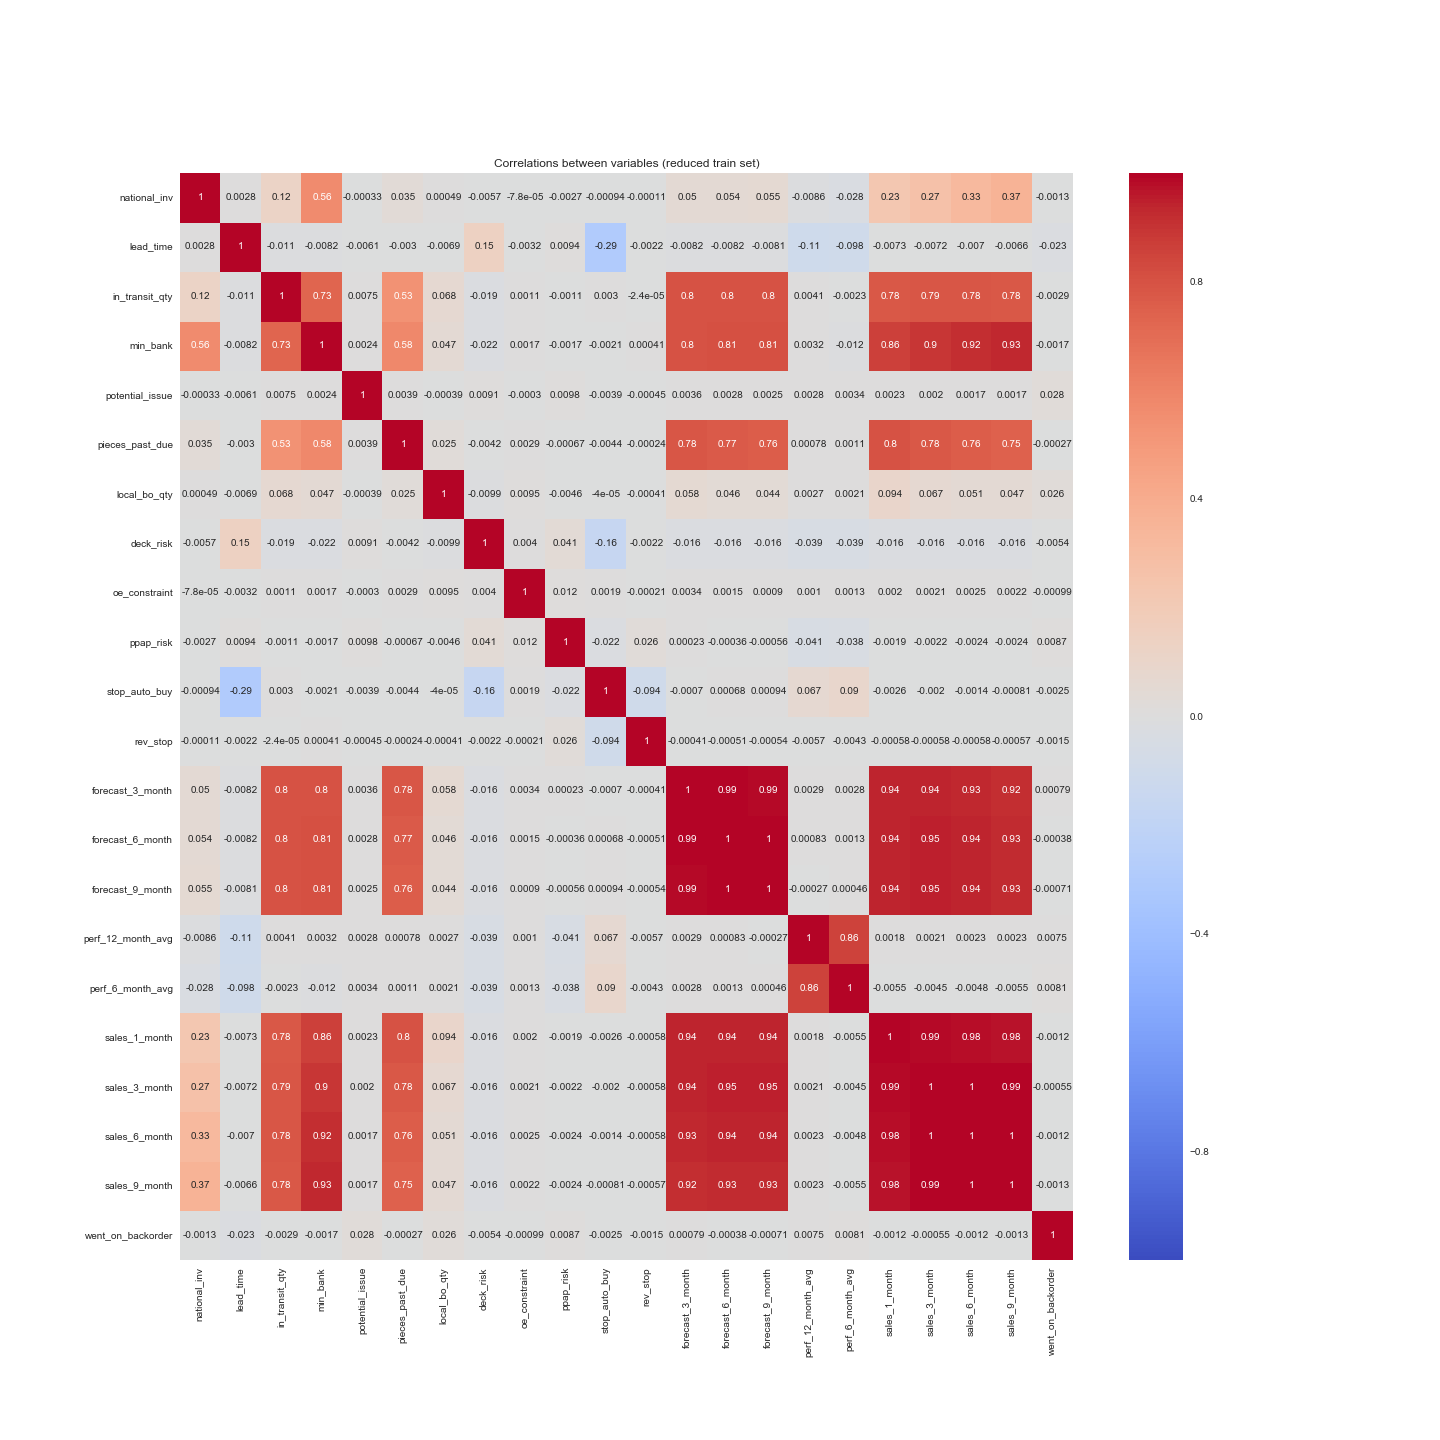 Correlations between variables (reduced train set)
national_inv 1 0.0028 0.12 0.56 -0.00033 0.035 0.00049 -0.0057 -7.8e-05 -0.0027 -0.00094 -0.00011 0.05 0.054 0.055 -0.0086 -0.028 0.23 0.27 0.33 0.37 -0.0013
lead_time 0.0028 1 -0.011 -0.0082 -0.0061 -0.003 -0.0069 0.15 -0.0032 0.0094 -0.29 -0.0022 -0.0082 -0.0082 -0.0081 -0.11 -0.098 -0.0073 -0.0072 -0.007 -0.0066 -0.023
in_transit_qty 0.12 -0.011 1 0.73 0.0075 0.53 0.068 -0.019 0.0011 -0.0011 0.003 -2.4e-05 0.8 0.8 0.8 0.0041 -0.0023 0.78 0.79 0.78 0.78 -0.0029
0.8
min_bank 0.56 -0.0082 0.73 1 0.0024 0.58 0.047 -0.022 0.0017 -0.0017 -0.0021 0.00041 0.8 0.81 0.81 0.0032 -0.012 0.86 0.9 0.92 0.93 -0.0017
potential_issue -0.00033 -0.0061 0.0075 0.0024 1 0.0039 -0.00039 0.0091 -0.0003 0.0098 -0.0039 -0.00045 0.0036 0.0028 0.0025 0.0028 0.0034 0.0023 0.002 0.0017 0.0017 0.028
pieces_past_due 0.035 -0.003 0.53 0.58 0.0039 1 0.025 -0.0042 0.0029 -0.00067 -0.0044 -0.00024 0.78 0.77 0.76 0.00078 0.0011 0.8 0.78 0.76 0.75 -0.00027
local_bo_qty 0.00049 -0.0069 0.068 0.047 -0.00039 0.025 1 -0.0099 0.0095 -0.0046 -4e-05 -0.00041 0.058 0.046 0.044 0.0027 0.0021 0.094 0.067 0.051 0.047 0.026
0.4
deck_risk -0.0057 0.15 -0.019 -0.022 0.0091 -0.0042 -0.0099 1 0.004 0.041 -0.16 -0.0022 -0.016 -0.016 -0.016 -0.039 -0.039 -0.016 -0.016 -0.016 -0.016 -0.0054
oe_constraint -7.8e-05 -0.0032 0.0011 0.0017 -0.0003 0.0029 0.0095 0.004 1 0.012 0.0019 -0.00021 0.0034 0.0015 0.0009 0.001 0.0013 0.002 0.0021 0.0025 0.0022 -0.00099
ppap_risk -0.0027 0.0094 -0.0011 -0.0017 0.0098 -0.00067 -0.0046 0.041 0.012 1 -0.022 0.026 0.00023 -0.00036 -0.00056 -0.041 -0.038 -0.0019 -0.0022 -0.0024 -0.0024 0.0087
stop_auto_buy -0.00094 -0.29 0.003 -0.0021 -0.0039 -0.0044 -4e-05 -0.16 0.0019 -0.022 1 -0.094 -0.0007 0.00068 0.00094 0.067 0.09 -0.0026 -0.002 -0.0014 -0.00081 -0.0025
0.0
rev_stop -0.00011 -0.0022 -2.4e-05 0.00041 -0.00045 -0.00024 -0.00041 -0.0022 -0.00021 0.026 -0.094 1 -0.00041 -0.00051 -0.00054 -0.0057 -0.0043 -0.00058 -0.00058 -0.00058 -0.00057 -0.0015
forecast_3_month 0.05 -0.0082 0.8 0.8 0.0036 0.78 0.058 -0.016 0.0034 0.00023 -0.0007 -0.00041 1 0.99 0.99 0.0029 0.0028 0.94 0.94 0.93 0.92 0.00079
forecast_6_month 0.054 -0.0082 0.8 0.81 0.0028 0.77 0.046 -0.016 0.0015 -0.00036 0.00068 -0.00051 0.99 1 1 0.00083 0.0013 0.94 0.95 0.94 0.93 -0.00038
forecast_9_month 0.055 -0.0081 0.8 0.81 0.0025 0.76 0.044 -0.016 0.0009 -0.00056 0.00094 -0.00054 0.99 1 1 -0.00027 0.00046 0.94 0.95 0.94 0.93 -0.00071
−0.4
perf_12_month_avg -0.0086 -0.11 0.0041 0.0032 0.0028 0.00078 0.0027 -0.039 0.001 -0.041 0.067 -0.0057 0.0029 0.00083 -0.00027 1 0.86 0.0018 0.0021 0.0023 0.0023 0.0075
perf_6_month_avg -0.028 -0.098 -0.0023 -0.012 0.0034 0.0011 0.0021 -0.039 0.0013 -0.038 0.09 -0.0043 0.0028 0.0013 0.00046 0.86 1 -0.0055 -0.0045 -0.0048 -0.0055 0.0081
sales_1_month 0.23 -0.0073 0.78 0.86 0.0023 0.8 0.094 -0.016 0.002 -0.0019 -0.0026 -0.00058 0.94 0.94 0.94 0.0018 -0.0055 1 0.99 0.98 0.98 -0.0012
sales_3_month 0.27 -0.0072 0.79 0.9 0.002 0.78 0.067 -0.016 0.0021 -0.0022 -0.002 -0.00058 0.94 0.95 0.95 0.0021 -0.0045 0.99 1 1 0.99 -0.00055
sales_6_month 0.33 -0.007 0.78 0.92 0.0017 0.76 0.051 -0.016 0.0025 -0.0024 -0.0014 -0.00058 0.93 0.94 0.94 0.0023 -0.0048 0.98 1 1 1 -0.0012
−0.8
sales_9_month 0.37 -0.0066 0.78 0.93 0.0017 0.75 0.047 -0.016 0.0022 -0.0024 -0.00081 -0.00057 0.92 0.93 0.93 0.0023 -0.0055 0.98 0.99 1 1 -0.0013
went_on_backorder -0.0013 -0.023 -0.0029 -0.0017 0.028 -0.00027 0.026 -0.0054 -0.00099 0.0087 -0.0025 -0.0015 0.00079 -0.00038 -0.00071 0.0075 0.0081 -0.0012 -0.00055 -0.0012 -0.0013 1
national_inv
lead_time
in_transit_qty
min_bank
potential_issue
pieces_past_due
local_bo_qty
deck_risk
oe_constraint
ppap_risk
stop_auto_buy
rev_stop
forecast_3_month
forecast_6_month
forecast_9_month
perf_12_month_avg
perf_6_month_avg
sales_1_month
sales_3_month
sales_6_month
sales_9_month
went_on_backorder